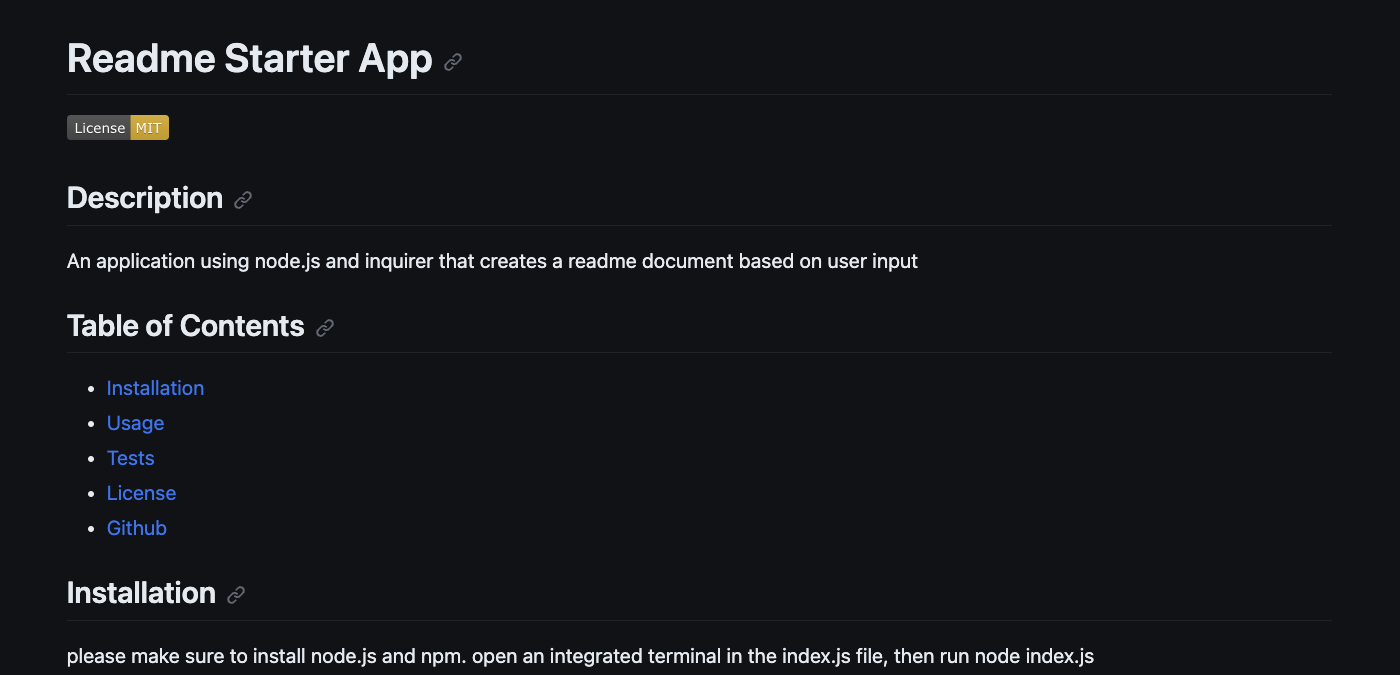 Readme Starter App
License MIT
Description
An application using node.js and inquirer that creates a readme document based on user input
Table of Contents
Installation
Usage
Tests
License
Github
Installation
please make sure to install node.js and npm. open an integrated terminal in the index.js file, then run node index.js